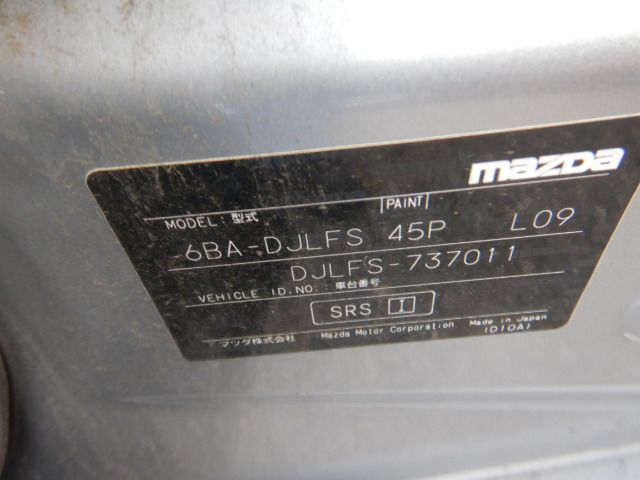 mazda
MODEL: 型式 PAINT
6BA-DJLFS 45P L09
DJLFS-737011
VEHICLE ID.NO.: 車台番号
SRS I
マツダ株式会社 Mazda Motor Corporation Made in Japan
(D10A)